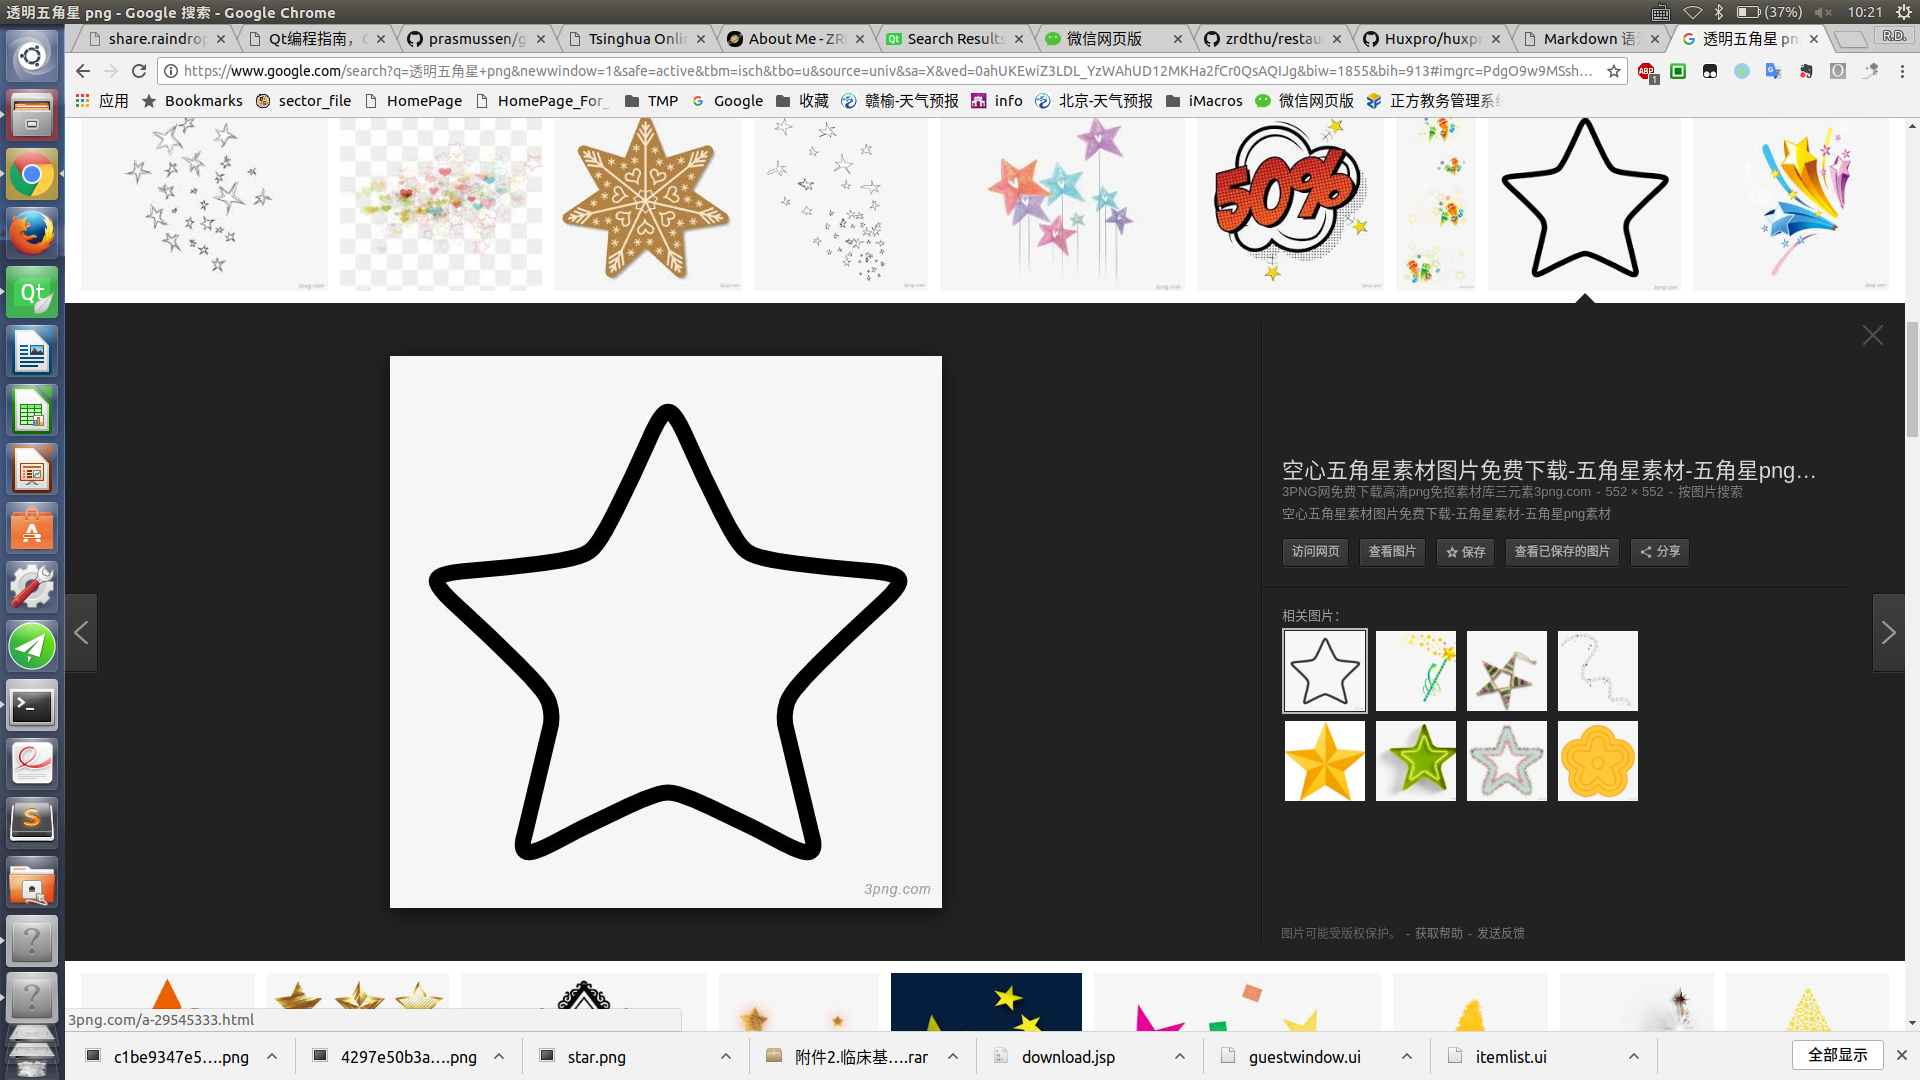 透明五角星 png - Google 搜索 - Google Chrome
(37%)
10:21
share.raindrop
Qt编程指南，
prasmussen/g
Tsinghua Onli
About Me - ZR
Search Results
微信网页版
zrdthu/restau
Huxpro/huxpr
Markdown 语
透明五角星 pn
R.D.
https://www.google.com/search?q=透明五角星+png&newwindow=1&safe=active&tbm=isch&tbo=u&source=univ&sa=X&ved=0ahUKEwiZ3LDL_YzWAhUD12MKHa2fCr0QsAQIJg&biw=1855&bih=913#imgrc=PdgO9w9MSsh...
ABP
1
应用
Bookmarks
sector_file
HomePage
HomePage_For_
TMP
Google
收藏
赣榆-天气预报
info
北京-天气预报
iMacros
微信网页版
正方教务管理系统
50%
3png.com
空心五角星素材图片免费下载-五角星素材-五角星png...
3PNG网免费下载高清png免抠素材库三元素3png.com - 552 × 552 - 按图片搜索
空心五角星素材图片免费下载-五角星素材-五角星png素材
访问网页
查看图片
保存
查看已保存的图片
分享
相关图片：
图片可能受版权保护。 - 获取帮助 - 发送反馈
3png.com/a-29545333.html
c1be9347e5....png
4297e50b3a....png
star.png
附件2.临床基....rar
download.jsp
guestwindow.ui
itemlist.ui
全部显示